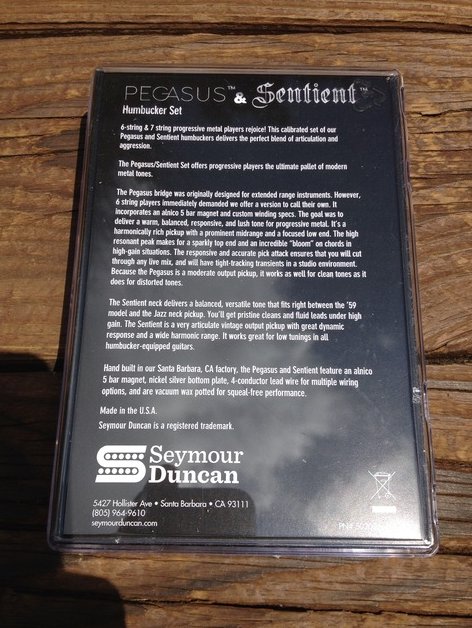 PEGASUS™ & Sentient™
Humbucker Set
6-string & 7 string progressive metal players rejoice! This calibrated set of our
Pegasus and Sentient humbuckers delivers the perfect blend of articulation and
aggression.
The Pegasus/Sentient Set offers progressive players the ultimate pallet of modern
metal tones.
The Pegasus bridge was originally designed for extended range instruments. However,
6 string players immediately demanded we offer a version to call their own. It
incorporates an alnico 5 bar magnet and custom winding specs. The goal was to
deliver a warm, balanced, responsive, and lush tone for progressive metal. It's a
harmonically rich pickup with a prominent midrange and a focused low end. The high
resonant peak makes for a sparkly top end and an incredible "bloom" on chords in
high-gain situations. The responsive and accurate pick attack ensures that you will cut
through any live mix, and will have tight-tracking transients in a studio environment.
Because the Pegasus is a moderate output pickup, it works as well for clean tones as it
does for distorted tones.
The Sentient neck delivers a balanced, versatile tone that fits right between the '59
model and the Jazz neck pickup. You'll get pristine cleans and fluid leads under high
gain. The Sentient is a very articulate vintage output pickup with great dynamic
response and a wide harmonic range. It works great for low tunings in all
humbucker-equipped guitars.
Hand built in our Santa Barbara, CA factory, the Pegasus and Sentient feature an alnico
5 bar magnet, nickel silver bottom plate, 4-conductor lead wire for multiple wiring
options, and are vacuum wax potted for squeal-free performance.
Made in the U.S.A.
Seymour Duncan is a registered trademark.
Seymour
Duncan
5427 Hollister Ave • Santa Barbara • CA 93111
(805) 964-9610
seymourduncan.com